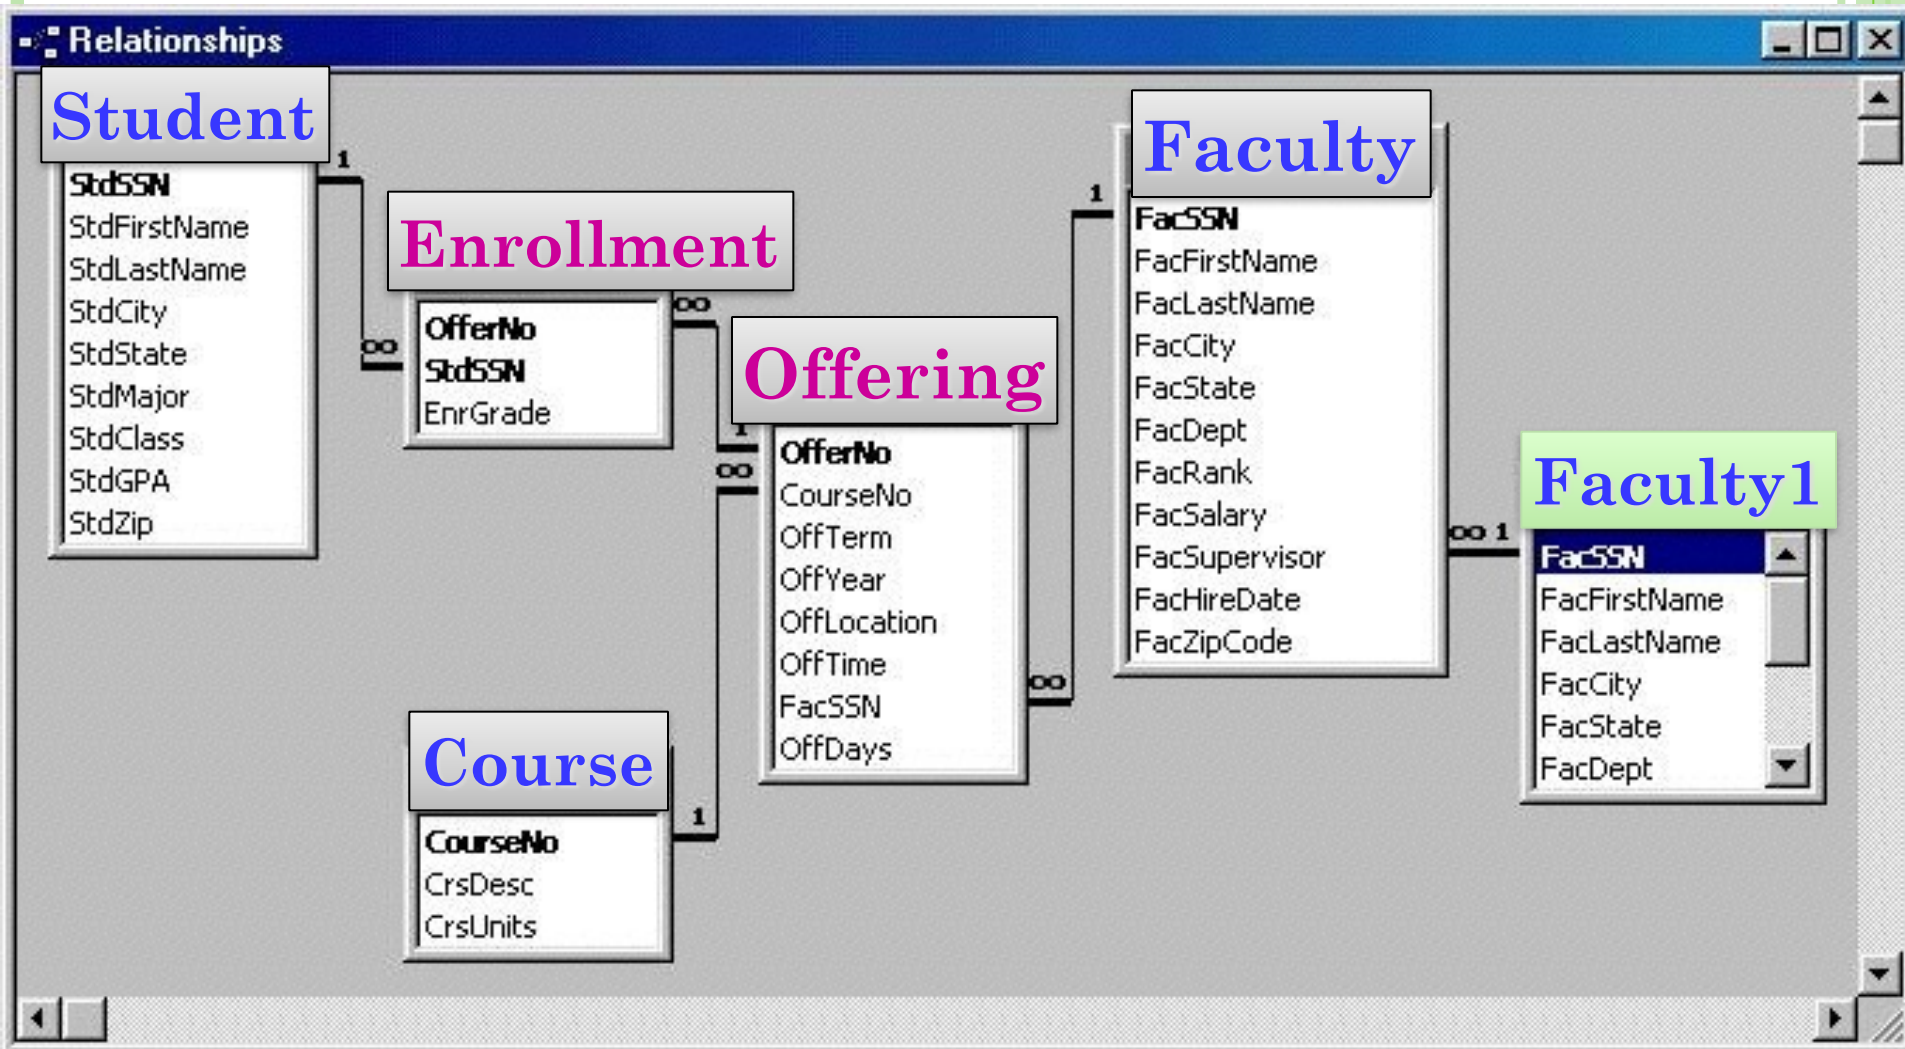 Relationships
Student
1
StdSSN
StdFirstName
StdLastName
StdCity
StdState
StdMajor
StdClass
StdGPA
StdZip
∞
Enrollment
∞
OfferNo
StdSSN
EnrGrade
Offering
1
∞
OfferNo
CourseNo
OffTerm
OffYear
OffLocation
OffTime
FacSSN
OffDays
∞
Course
1
CourseNo
CrsDesc
CrsUnits
Faculty
1
FacSSN
FacFirstName
FacLastName
FacCity
FacState
FacDept
FacRank
FacSalary
FacSupervisor
FacHireDate
FacZipCode
∞ 1
Faculty1
FacSSN
FacFirstName
FacLastName
FacCity
FacState
FacDept